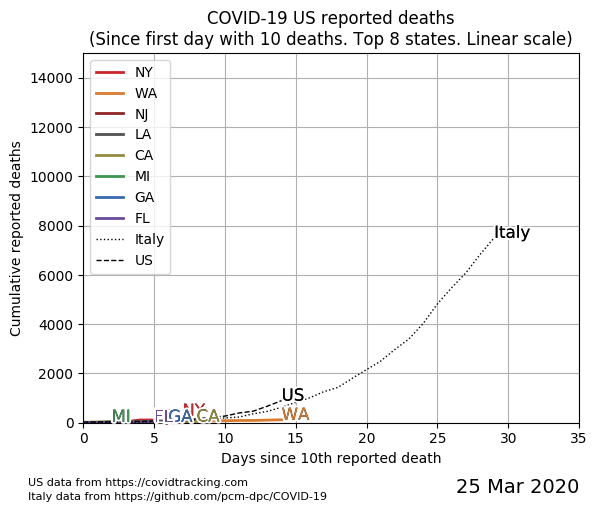 COVID-19 US reported deaths
(Since first day with 10 deaths. Top 8 states. Linear scale)
Cumulative reported deaths
14000
12000
10000
8000
6000
4000
2000
0
NY
WA
NJ
LA
CA
MI
GA
FL
Italy
US
Italy
US
NY
WA
MI
FL
GA
CA
0 5 10 15 20 25 30 35
Days since 10th reported death
US data from https://covidtracking.com
Italy data from https://github.com/pcm-dpc/COVID-19
25 Mar 2020